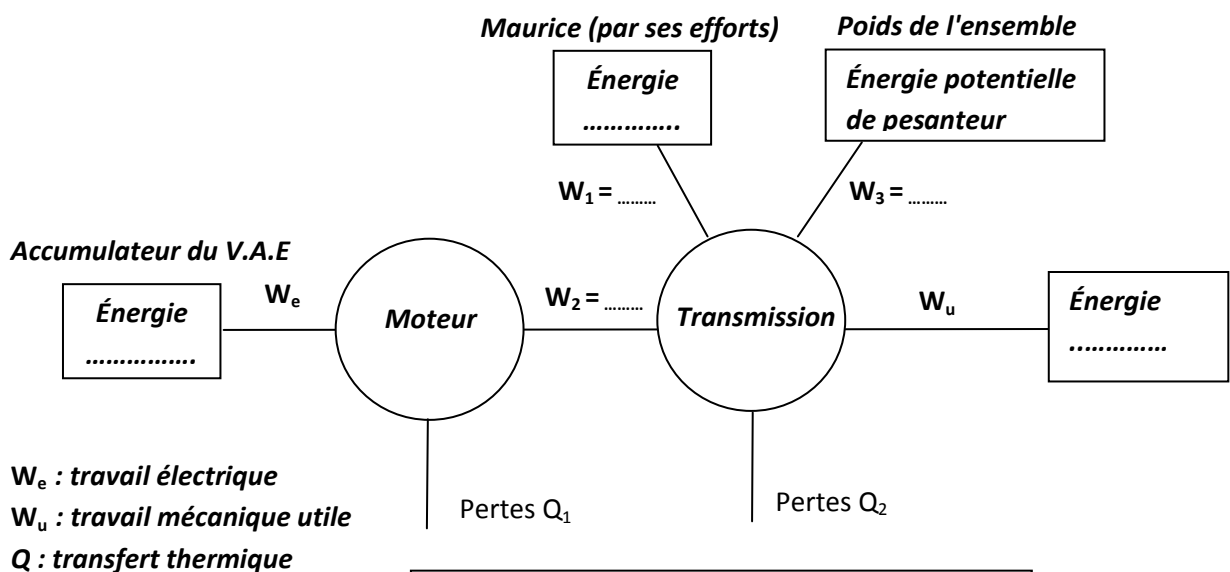 Maurice (par ses efforts)
Poids de l'ensemble
Énergie
…………..
Énergie potentielle
de pesanteur
W₁ = ………
W₃ = ………
Accumulateur du V.A.E
Énergie
…………….
Wₑ
Moteur
W₂ = ………
Transmission
Wᵤ
Énergie
..…………
Wₑ : travail électrique
Wᵤ : travail mécanique utile
Q : transfert thermique
Pertes Q₁
Pertes Q₂